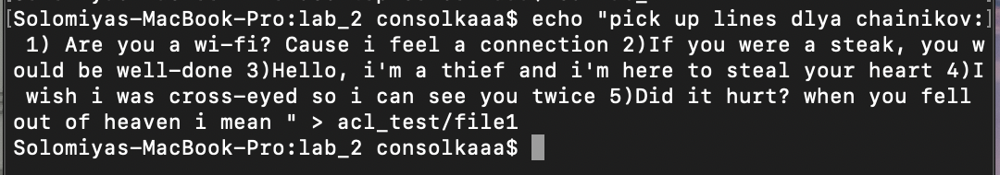 [Solomiyas-MacBook-Pro:lab_2 consolkaaa$ echo "pick up lines dlya chainikov:]
 1) Are you a wi-fi? Cause i feel a connection 2)If you were a steak, you w
ould be well-done 3)Hello, i'm a thief and i'm here to steal your heart 4)I
 wish i was cross-eyed so i can see you twice 5)Did it hurt? when you fell
out of heaven i mean " > acl_test/file1
Solomiyas-MacBook-Pro:lab_2 consolkaaa$